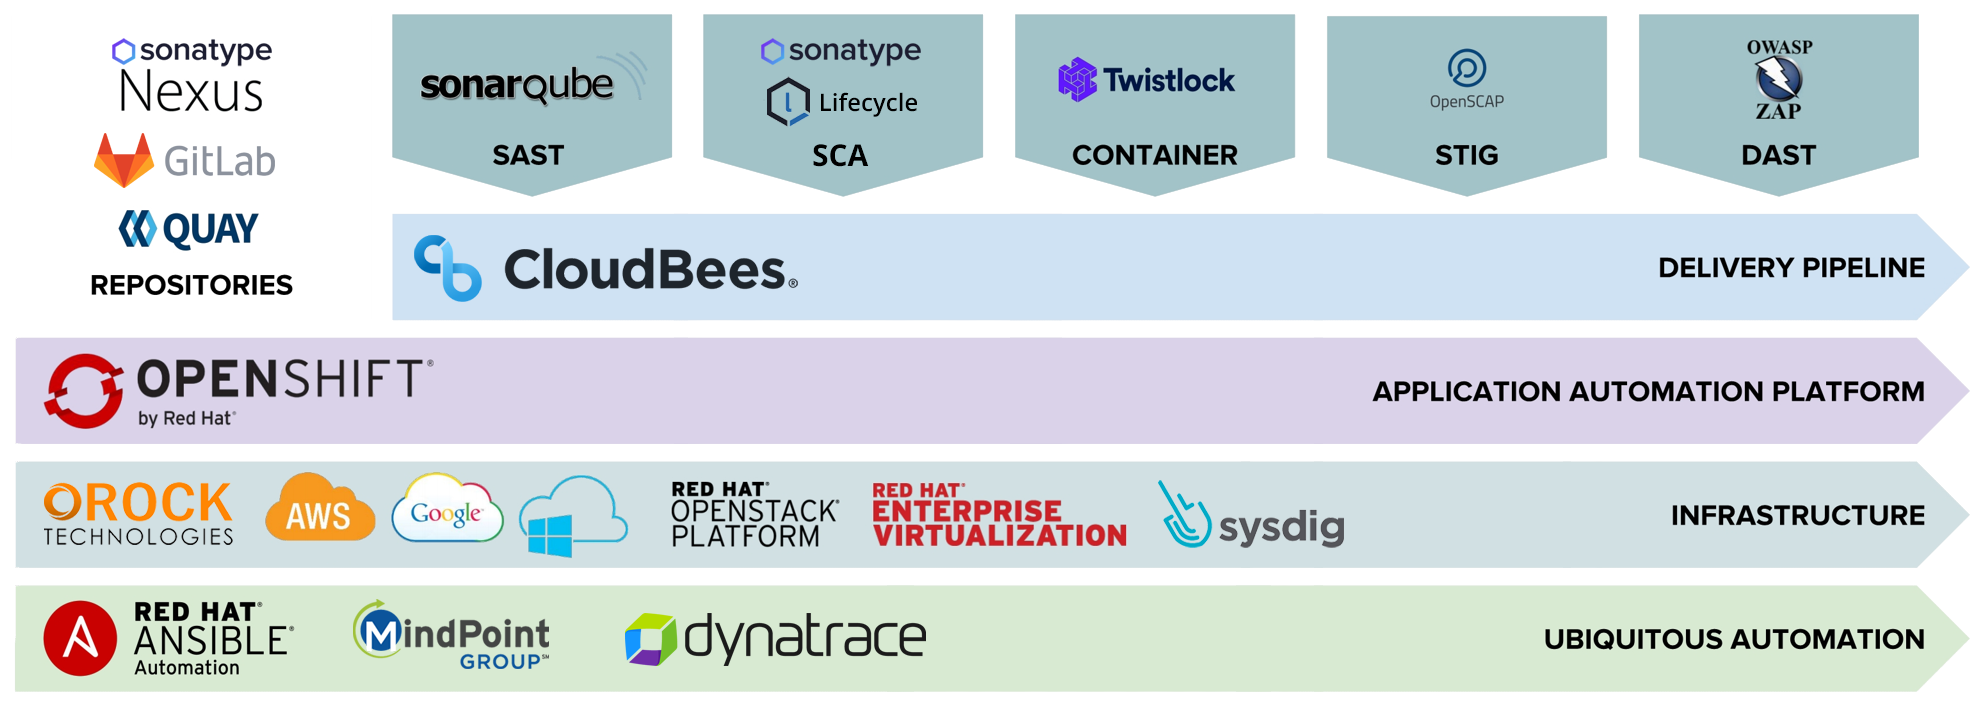 sonatype
Nexus
GitLab
QUAY
REPOSITORIES
sonarqube
SAST
sonatype
Lifecycle
SCA
Twistlock
CONTAINER
OpenSCAP
STIG
OWASP
ZAP
DAST
CloudBees®
DELIVERY PIPELINE
OPENSHIFT®
by Red Hat®
APPLICATION AUTOMATION PLATFORM
OROCK
TECHNOLOGIES
AWS
Google
RED HAT®
OPENSTACK®
PLATFORM
RED HAT®
ENTERPRISE
VIRTUALIZATION
sysdig
INFRASTRUCTURE
RED HAT®
ANSIBLE®
Automation
MindPoint
GROUP℠
dynatrace
UBIQUITOUS AUTOMATION